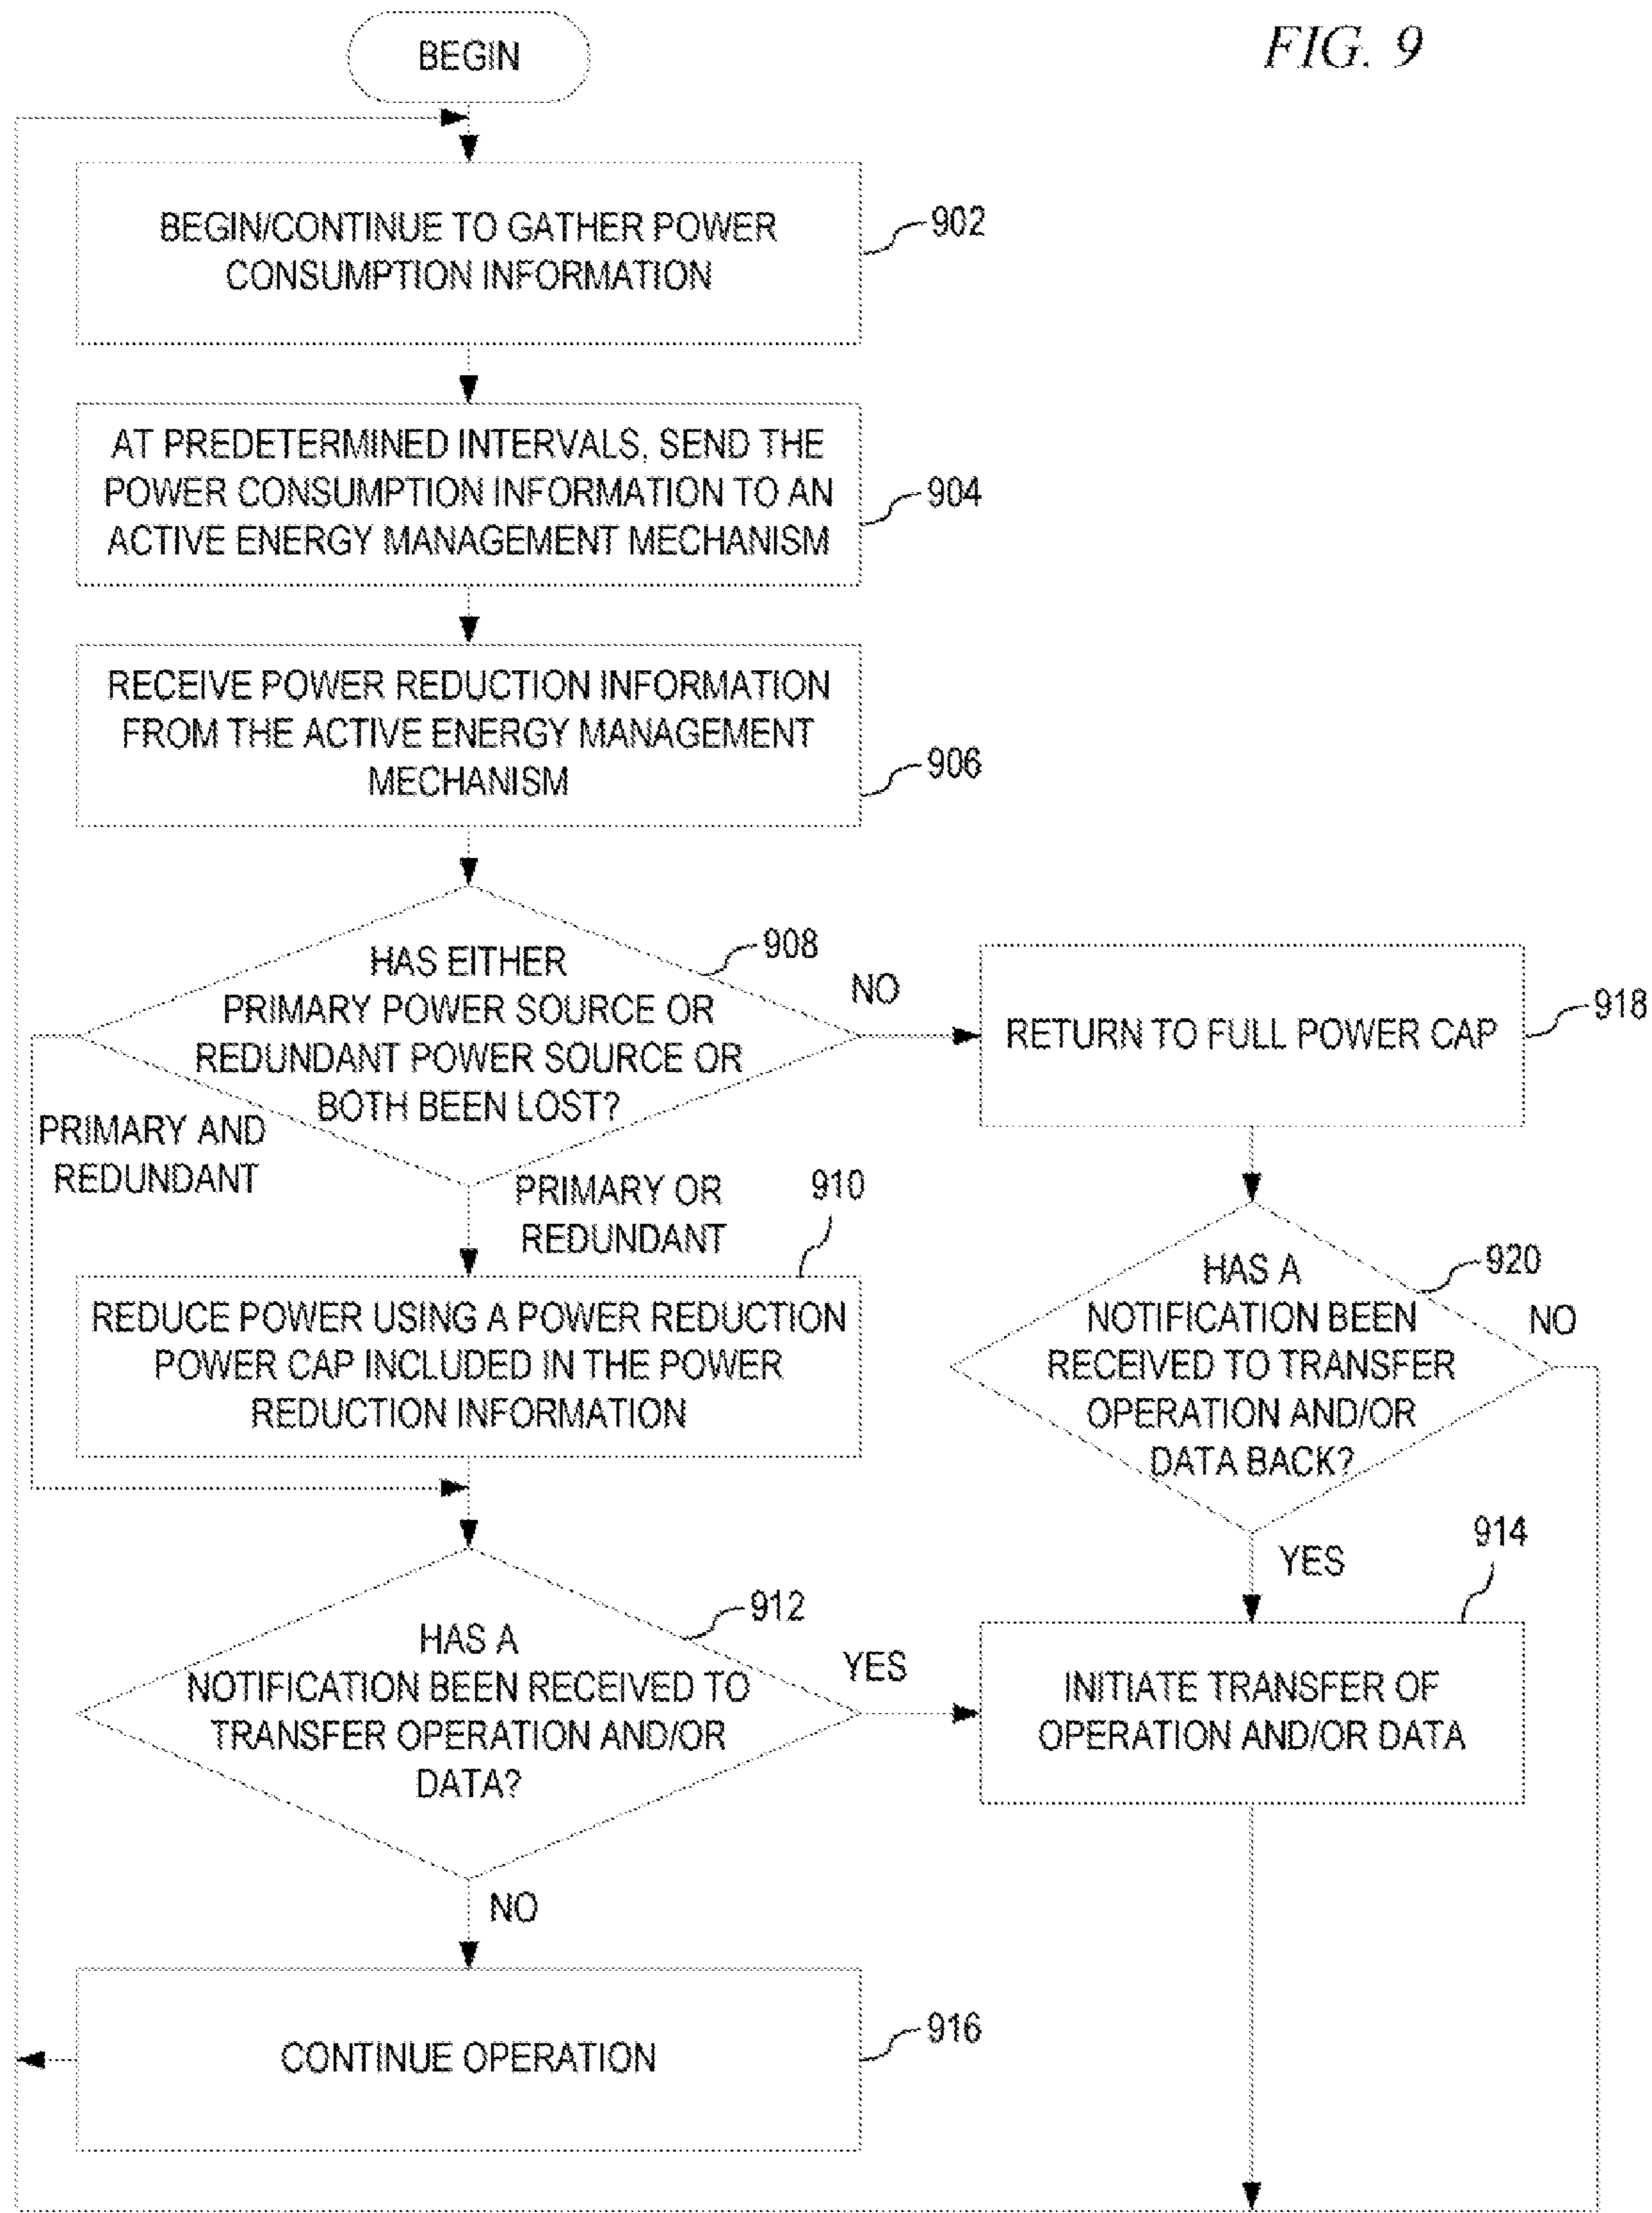 FIG. 9
BEGIN
BEGIN/CONTINUE TO GATHER POWER
CONSUMPTION INFORMATION
902
AT PREDETERMINED INTERVALS, SEND THE
POWER CONSUMPTION INFORMATION TO AN
ACTIVE ENERGY MANAGEMENT MECHANISM
904
RECEIVE POWER REDUCTION INFORMATION
FROM THE ACTIVE ENERGY MANAGEMENT
MECHANISM
906
HAS EITHER
PRIMARY POWER SOURCE OR
REDUNDANT POWER SOURCE OR
BOTH BEEN LOST?
908
NO
RETURN TO FULL POWER CAP
918
PRIMARY AND
REDUNDANT
PRIMARY OR
REDUNDANT
910
REDUCE POWER USING A POWER REDUCTION
POWER CAP INCLUDED IN THE POWER
REDUCTION INFORMATION
HAS A
NOTIFICATION BEEN
RECEIVED TO TRANSFER
OPERATION AND/OR
DATA BACK?
920
NO
YES
914
HAS A
NOTIFICATION BEEN RECEIVED TO
TRANSFER OPERATION AND/OR
DATA?
912
YES
INITIATE TRANSFER OF
OPERATION AND/OR DATA
NO
CONTINUE OPERATION
916